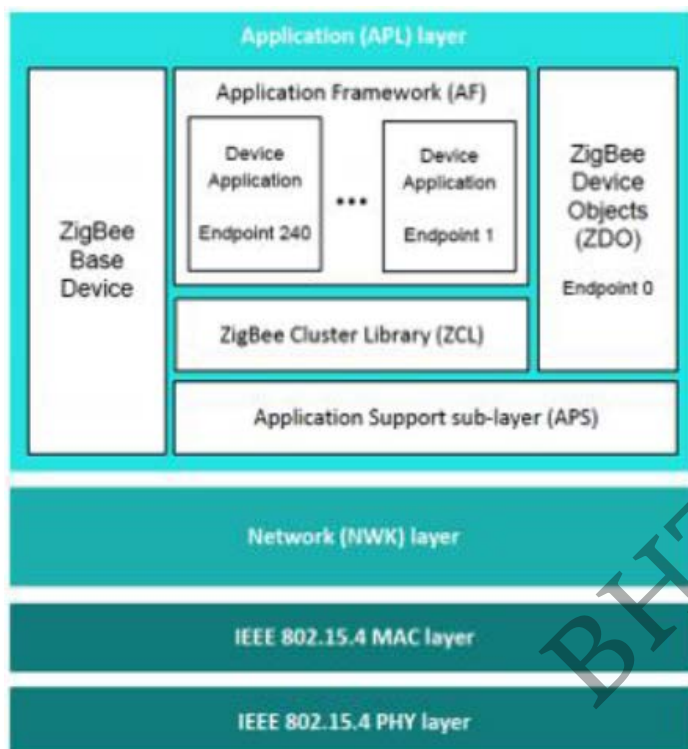 Application (APL) layer
ZigBee
Base
Device
Application Framework (AF)
Device
Application
Endpoint 240
...
Device
Application
Endpoint 1
ZigBee
Device
Objects
(ZDO)
Endpoint 0
ZigBee Cluster Library (ZCL)
Application Support sub-layer (APS)
Network (NWK) layer
IEEE 802.15.4 MAC layer
IEEE 802.15.4 PHY layer